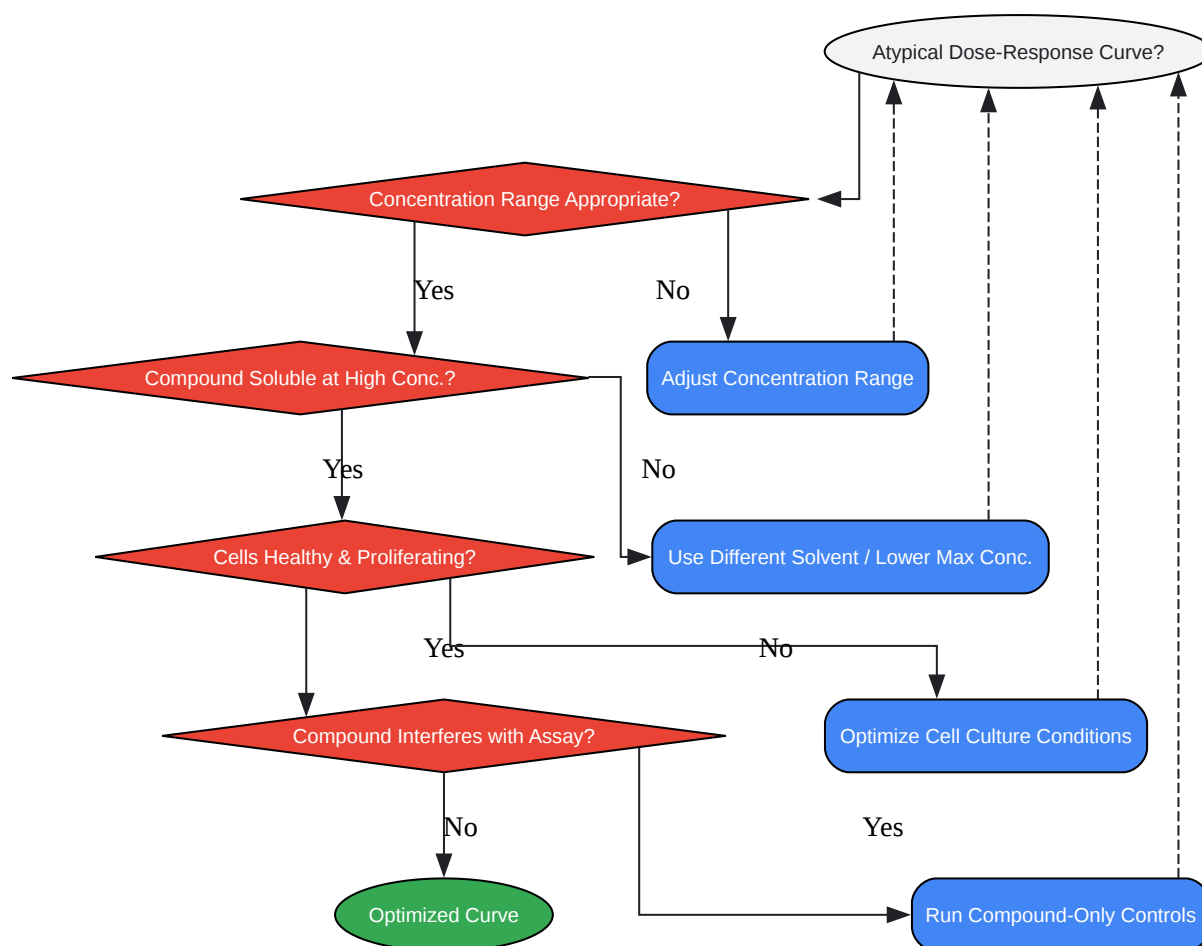 Atypical Dose-Response Curve?
Concentration Range Appropriate?
Yes
No
Compound Soluble at High Conc.?
Adjust Concentration Range
Yes
No
Cells Healthy & Proliferating?
Use Different Solvent / Lower Max Conc.
Yes
No
Compound Interferes with Assay?
Optimize Cell Culture Conditions
No
Yes
Optimized Curve
Run Compound-Only Controls